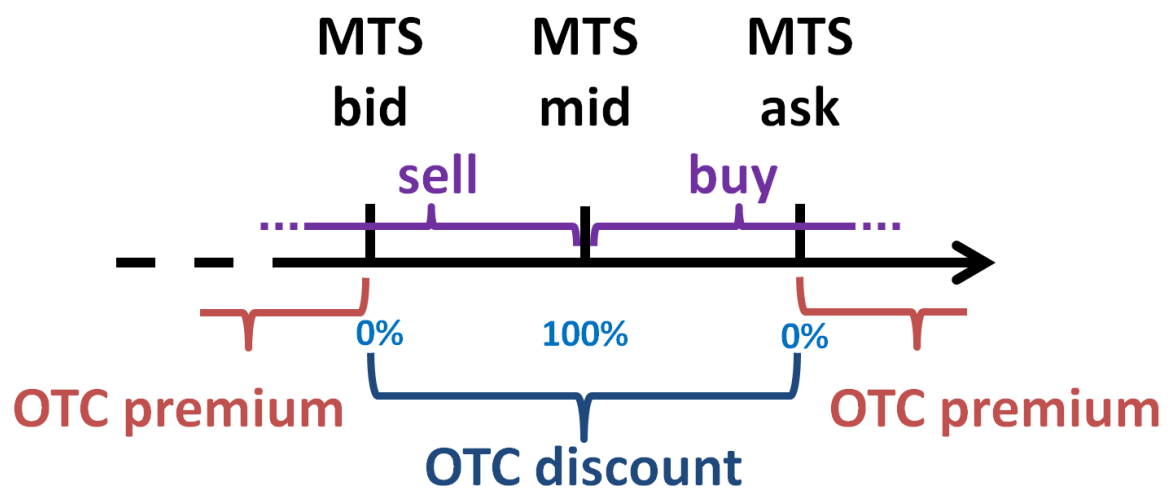 MTS MTS MTS
bid mid ask
sell buy
0% 100% 0%
OTC premium OTC premium
OTC discount